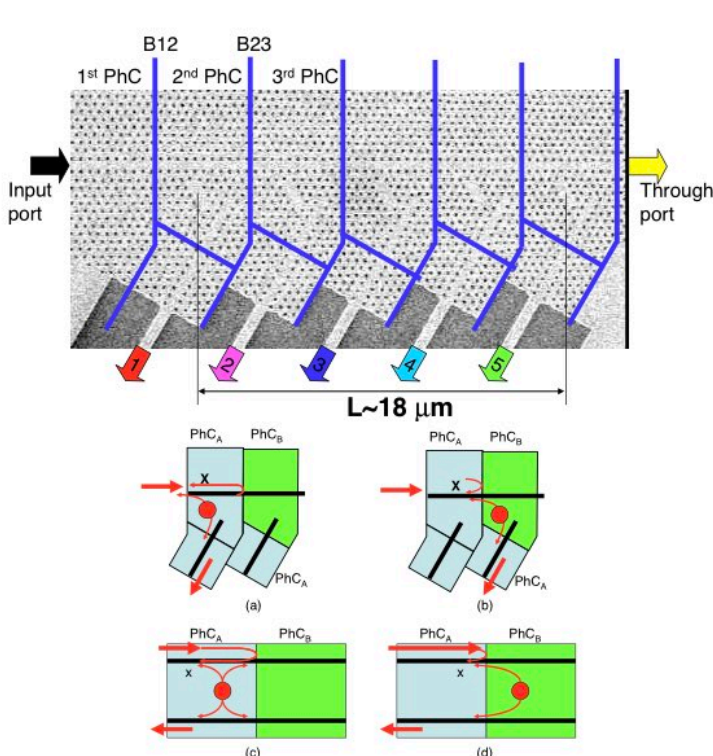 B12 B23
1st PhC 2nd PhC 3rd PhC
Input
port
Through
port
1 2 3 4 5
L~18 μm
PhCA PhCB PhCA PhCB
x x
PhCA PhCA
(a) (b)
PhCA PhCB PhCA PhCB
x x
(c) (d)